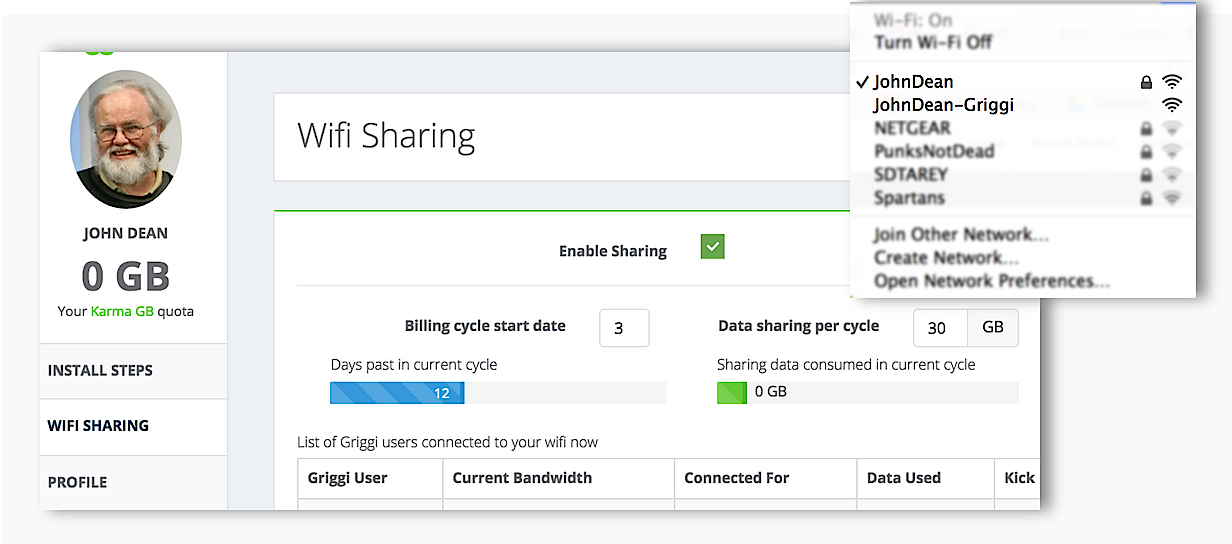 Wi-Fi: On
Turn Wi-Fi Off
✓ JohnDean
JohnDean-Griggi
NETGEAR
PunksNotDead
SDTAREY
Spartans
Join Other Network...
Create Network...
Open Network Preferences...
JOHN DEAN
0 GB
Your Karma GB quota
INSTALL STEPS
WIFI SHARING
PROFILE
Wifi Sharing
Enable Sharing
Billing cycle start date 3 Data sharing per cycle 30 GB
Days past in current cycle Sharing data consumed in current cycle
12 0 GB
List of Griggi users connected to your wifi now
Griggi User Current Bandwidth Connected For Data Used Kick